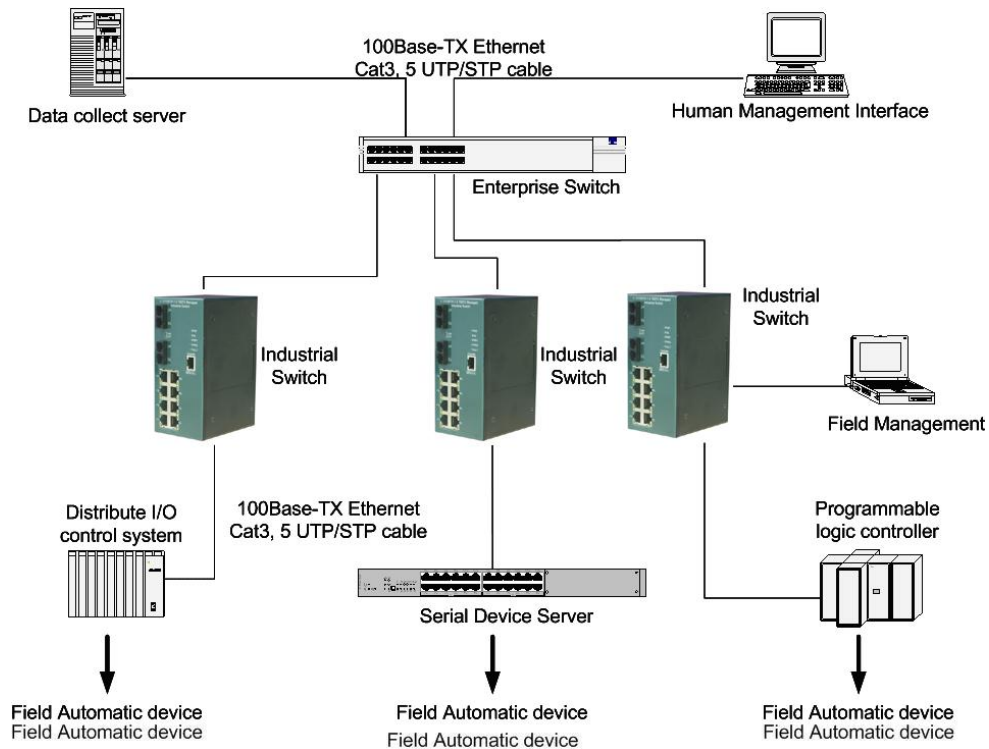 100Base-TX Ethernet
Cat3, 5 UTP/STP cable
Data collect server
Human Management Interface
Enterprise Switch
Industrial
Switch
Industrial
Switch
Industrial
Switch
Field Management
Distribute I/O
control system
100Base-TX Ethernet
Cat3, 5 UTP/STP cable
Programmable
logic controller
Serial Device Server
Field Automatic device
Field Automatic device
Field Automatic device
Field Automatic device
Field Automatic device
Field Automatic device